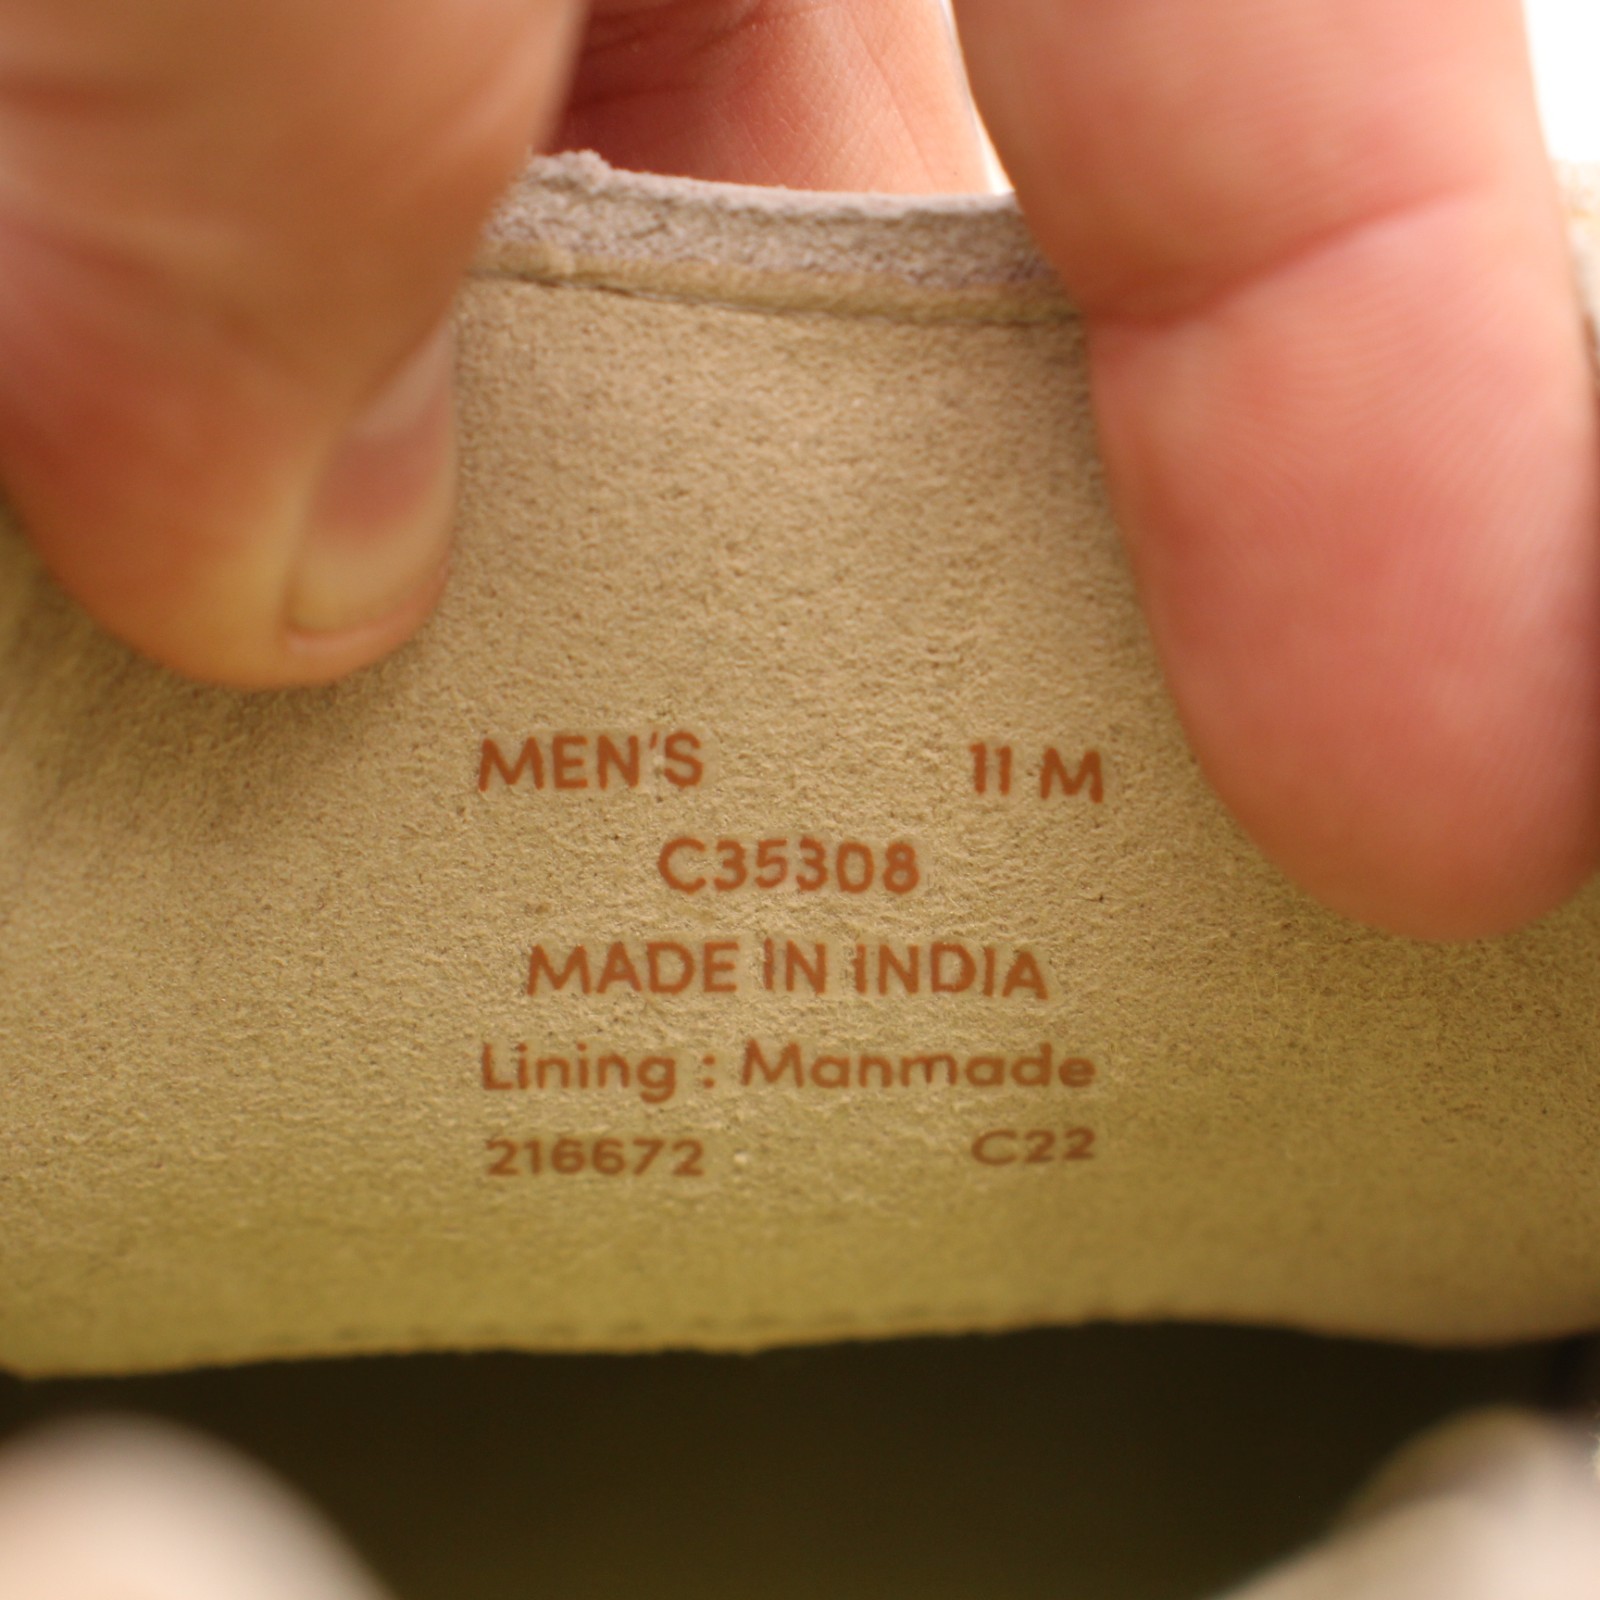 MEN'S 11 M
C35308
MADE IN INDIA
Lining : Manmade
216672 C22